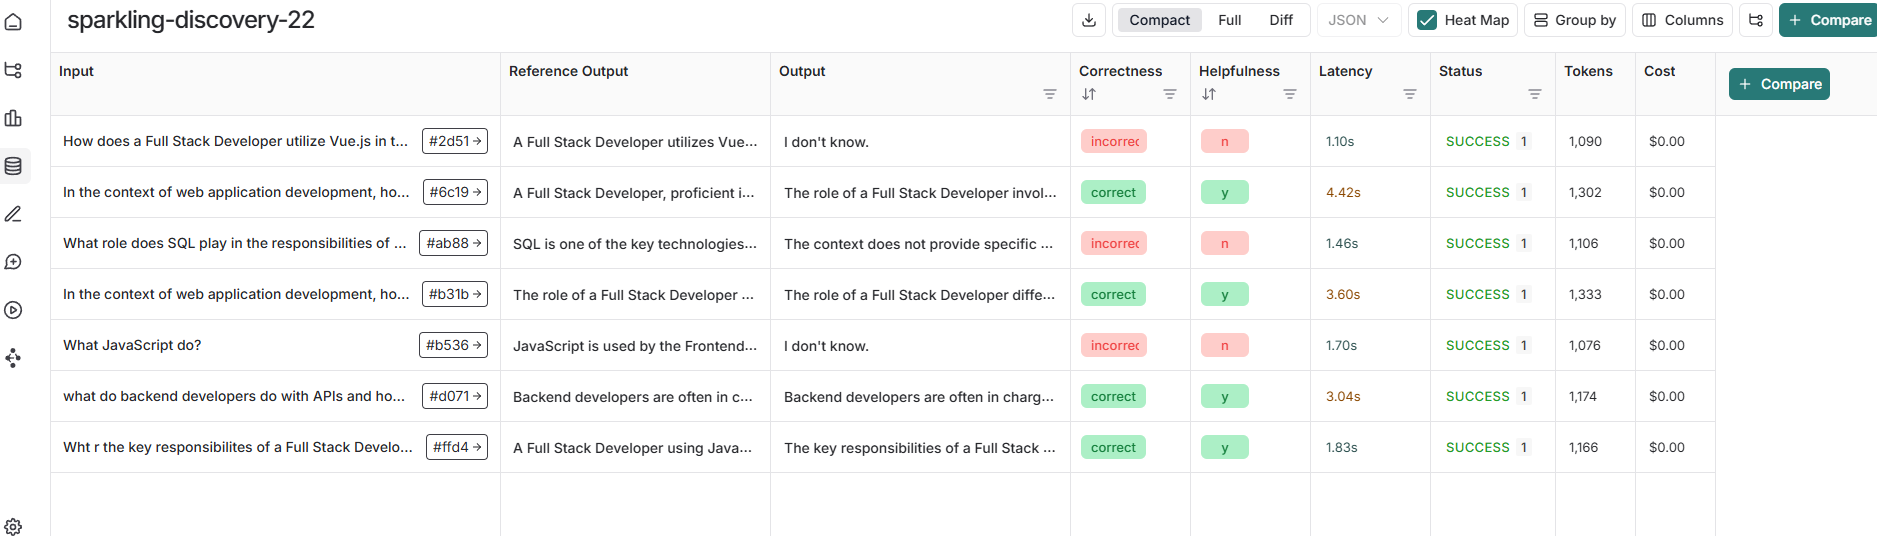 sparkling-discovery-22
Compact Full Diff JSON Heat Map Group by Columns + Compare
Input Reference Output Output Correctness Helpfulness Latency Status Tokens Cost + Compare
How does a Full Stack Developer utilize Vue.js in t... #2d51 → A Full Stack Developer utilizes Vue... I don't know. incorrec n 1.10s SUCCESS 1 1,090 $0.00
In the context of web application development, ho... #6c19 → A Full Stack Developer, proficient i... The role of a Full Stack Developer invol... correct y 4.42s SUCCESS 1 1,302 $0.00
What role does SQL play in the responsibilities of ... #ab88 → SQL is one of the key technologies... The context does not provide specific ... incorrec n 1.46s SUCCESS 1 1,106 $0.00
In the context of web application development, ho... #b31b → The role of a Full Stack Developer ... The role of a Full Stack Developer diffe... correct y 3.60s SUCCESS 1 1,333 $0.00
What JavaScript do? #b536 → JavaScript is used by the Frontend... I don't know. incorrec n 1.70s SUCCESS 1 1,076 $0.00
what do backend developers do with APIs and ho... #d071 → Backend developers are often in c... Backend developers are often in charg... correct y 3.04s SUCCESS 1 1,174 $0.00
Wht r the key responsibilites of a Full Stack Develo... #ffd4 → A Full Stack Developer using Java... The key responsibilities of a Full Stack ... correct y 1.83s SUCCESS 1 1,166 $0.00